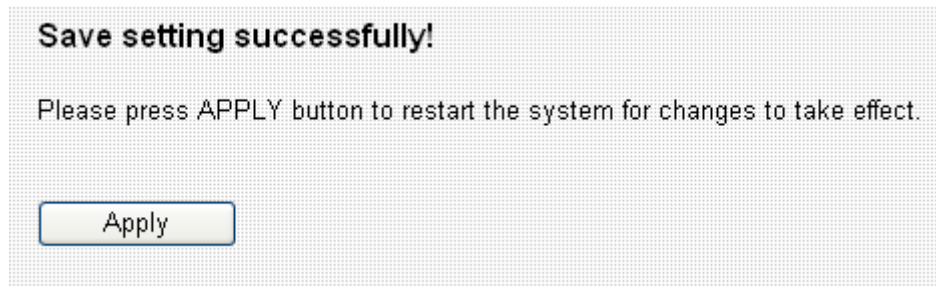 Save setting successfully!
Please press APPLY button to restart the system for changes to take effect.
Apply